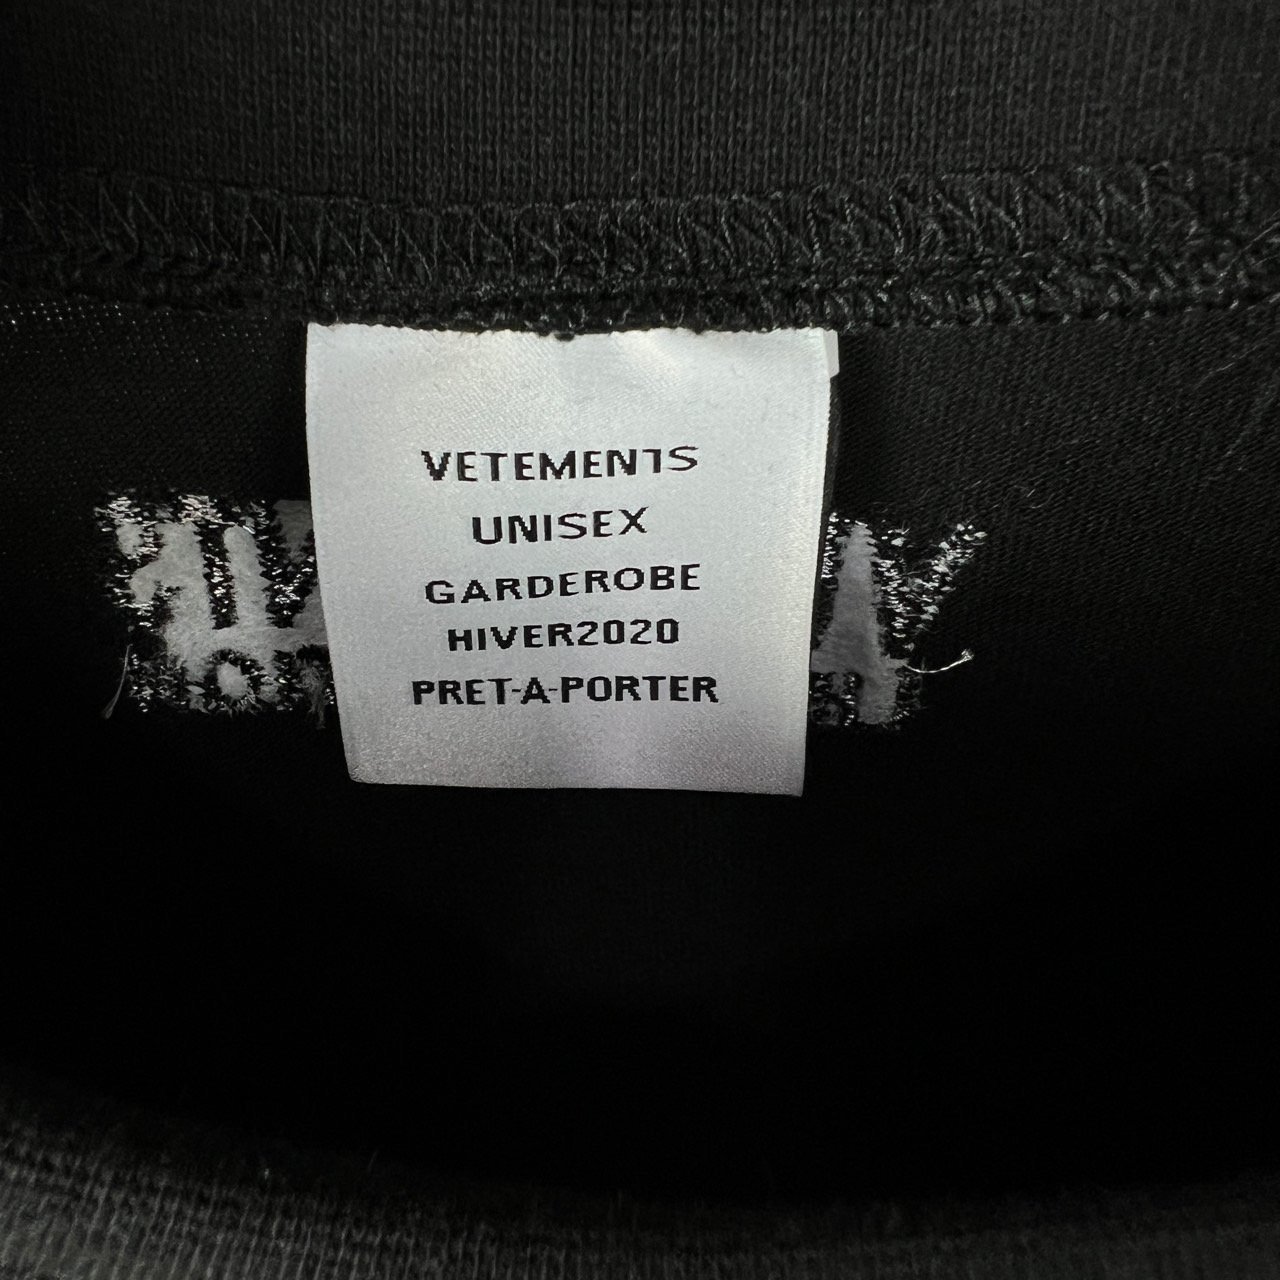 VETEMENTS
UNISEX
GARDEROBE
HIVER2020
PRET-A-PORTER